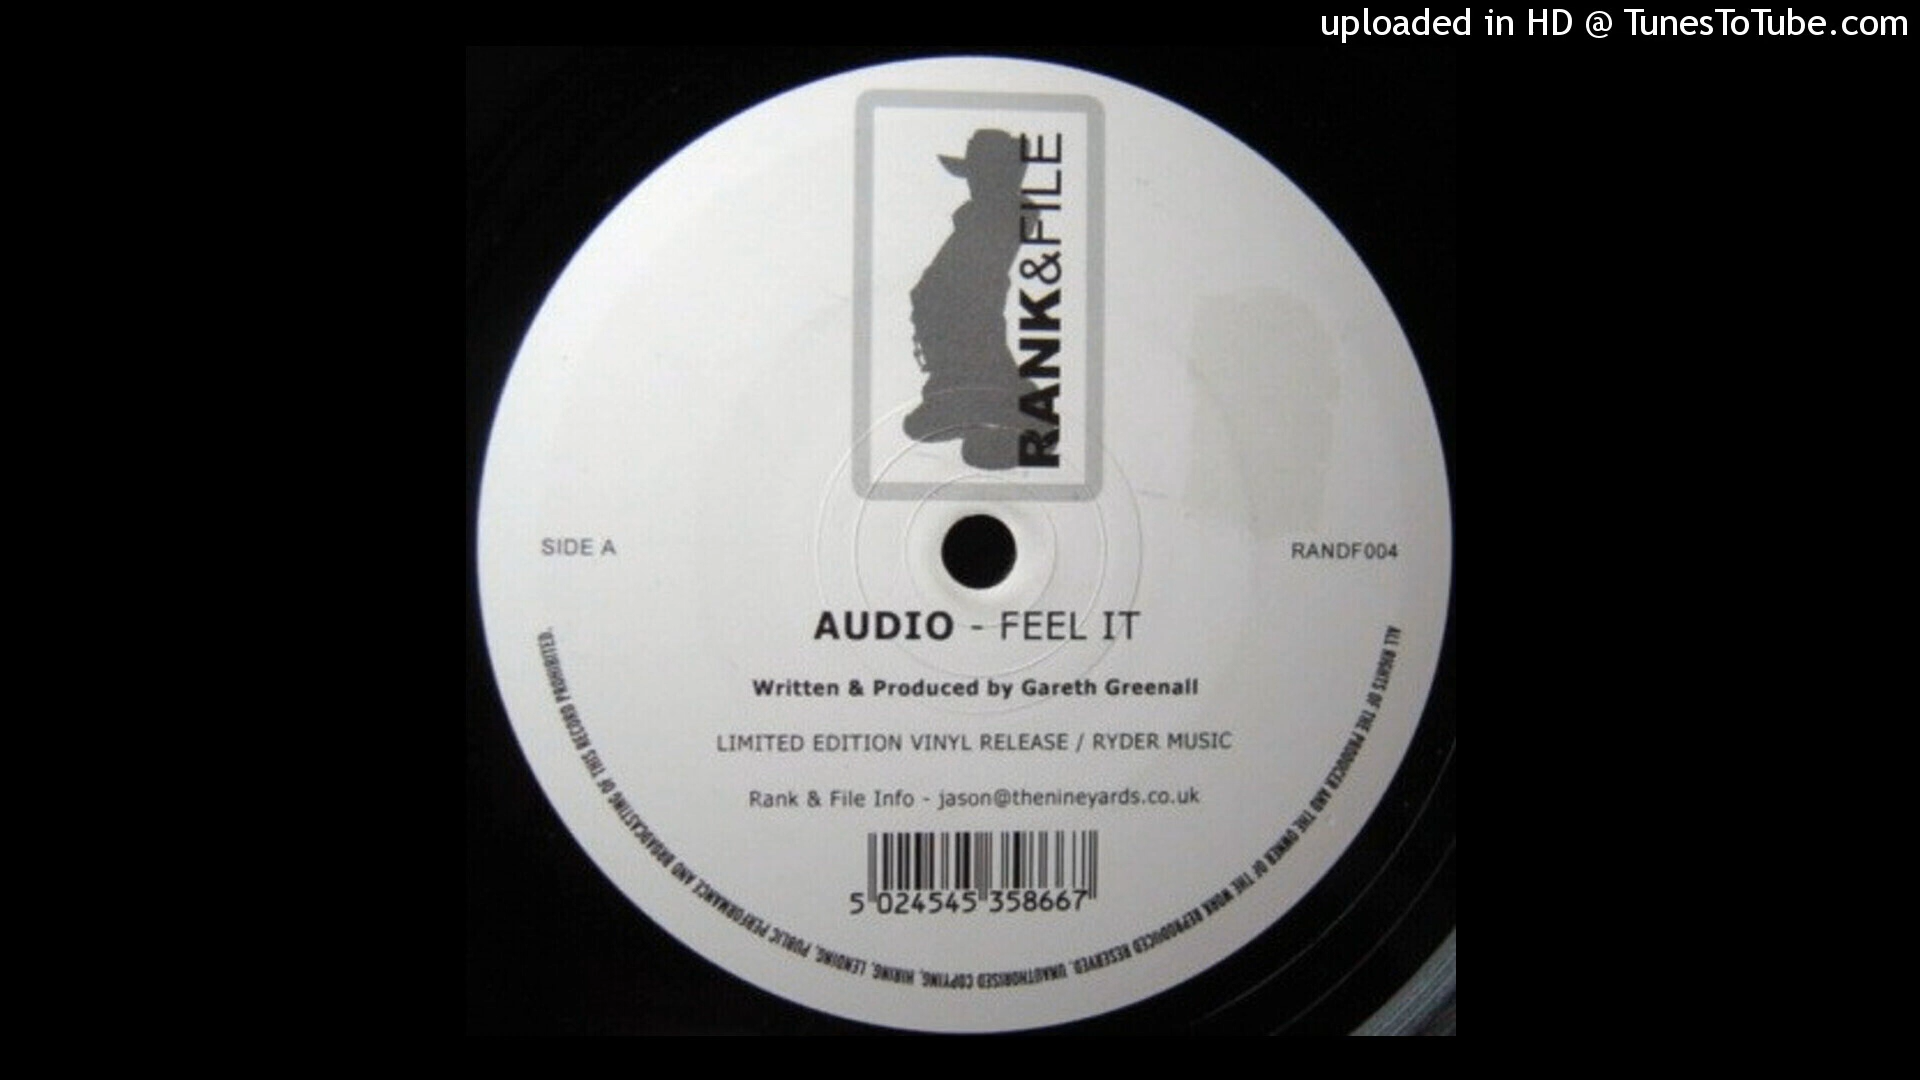 uploaded in HD @ TunesToTube.com
RANK&FILE
SIDE A
RANDF004
AUDIO - FEEL IT
Written & Produced by Gareth Greenall
LIMITED EDITION VINYL RELEASE / RYDER MUSIC
Rank & File Info - jason@thenineyards.co.uk
5 024545 358667
ALL RIGHTS OF THE PRODUCER AND THE OWNER OF THE WORK REPRODUCED RESERVED. UNAUTHORISED COPYING, HIRING, LENDING, PUBLIC PERFORMANCE AND BROADCASTING OF THIS RECORD PROHIBITED.